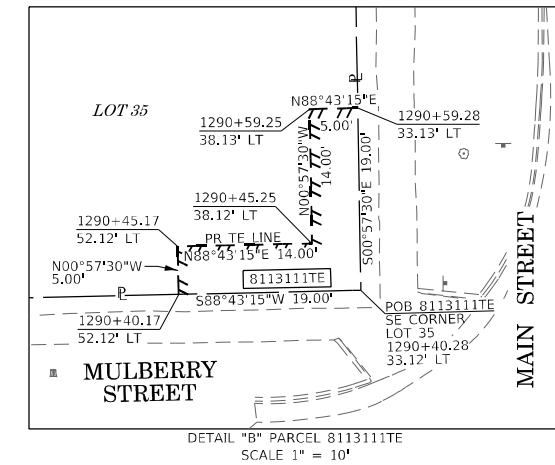 LOT 35
N88°43'15"E
5.00'
1290+59.25
38.13' LT
1290+59.28
33.13' LT
N00°57'30"W
14.00'
S00°57'30"E 19.00'
1290+45.25
38.12' LT
1290+45.17
52.12' LT
PR TE LINE
N88°43'15"E 14.00'
N00°57'30"W
5.00'
8113111TE
S88°43'15"W 19.00'
1290+40.17
52.12' LT
POB 8113111TE
SE CORNER
LOT 35
1290+40.28
33.12' LT
MULBERRY
STREET
MAIN STREET
DETAIL "B" PARCEL 8113111TE
SCALE 1" = 10'